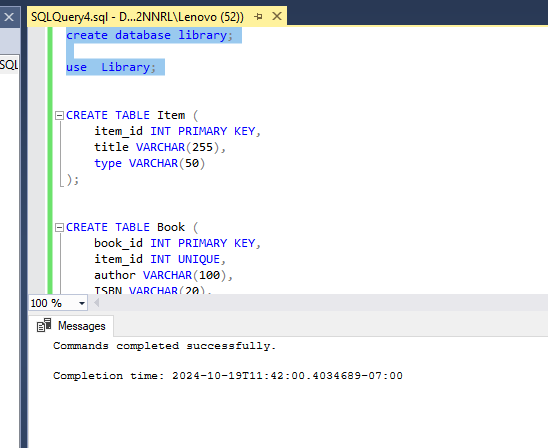 SQLQuery4.sql - D...2NNRL\Lenovo (52))
SQL
create database library;
use  Library;
CREATE TABLE Item (
    item_id INT PRIMARY KEY,
    title VARCHAR(255),
    type VARCHAR(50)
);
CREATE TABLE Book (
    book_id INT PRIMARY KEY,
    item_id INT UNIQUE,
    author VARCHAR(100),
    ISBN VARCHAR(20),
100 %
Messages
Commands completed successfully.
Completion time: 2024-10-19T11:42:00.4034689-07:00